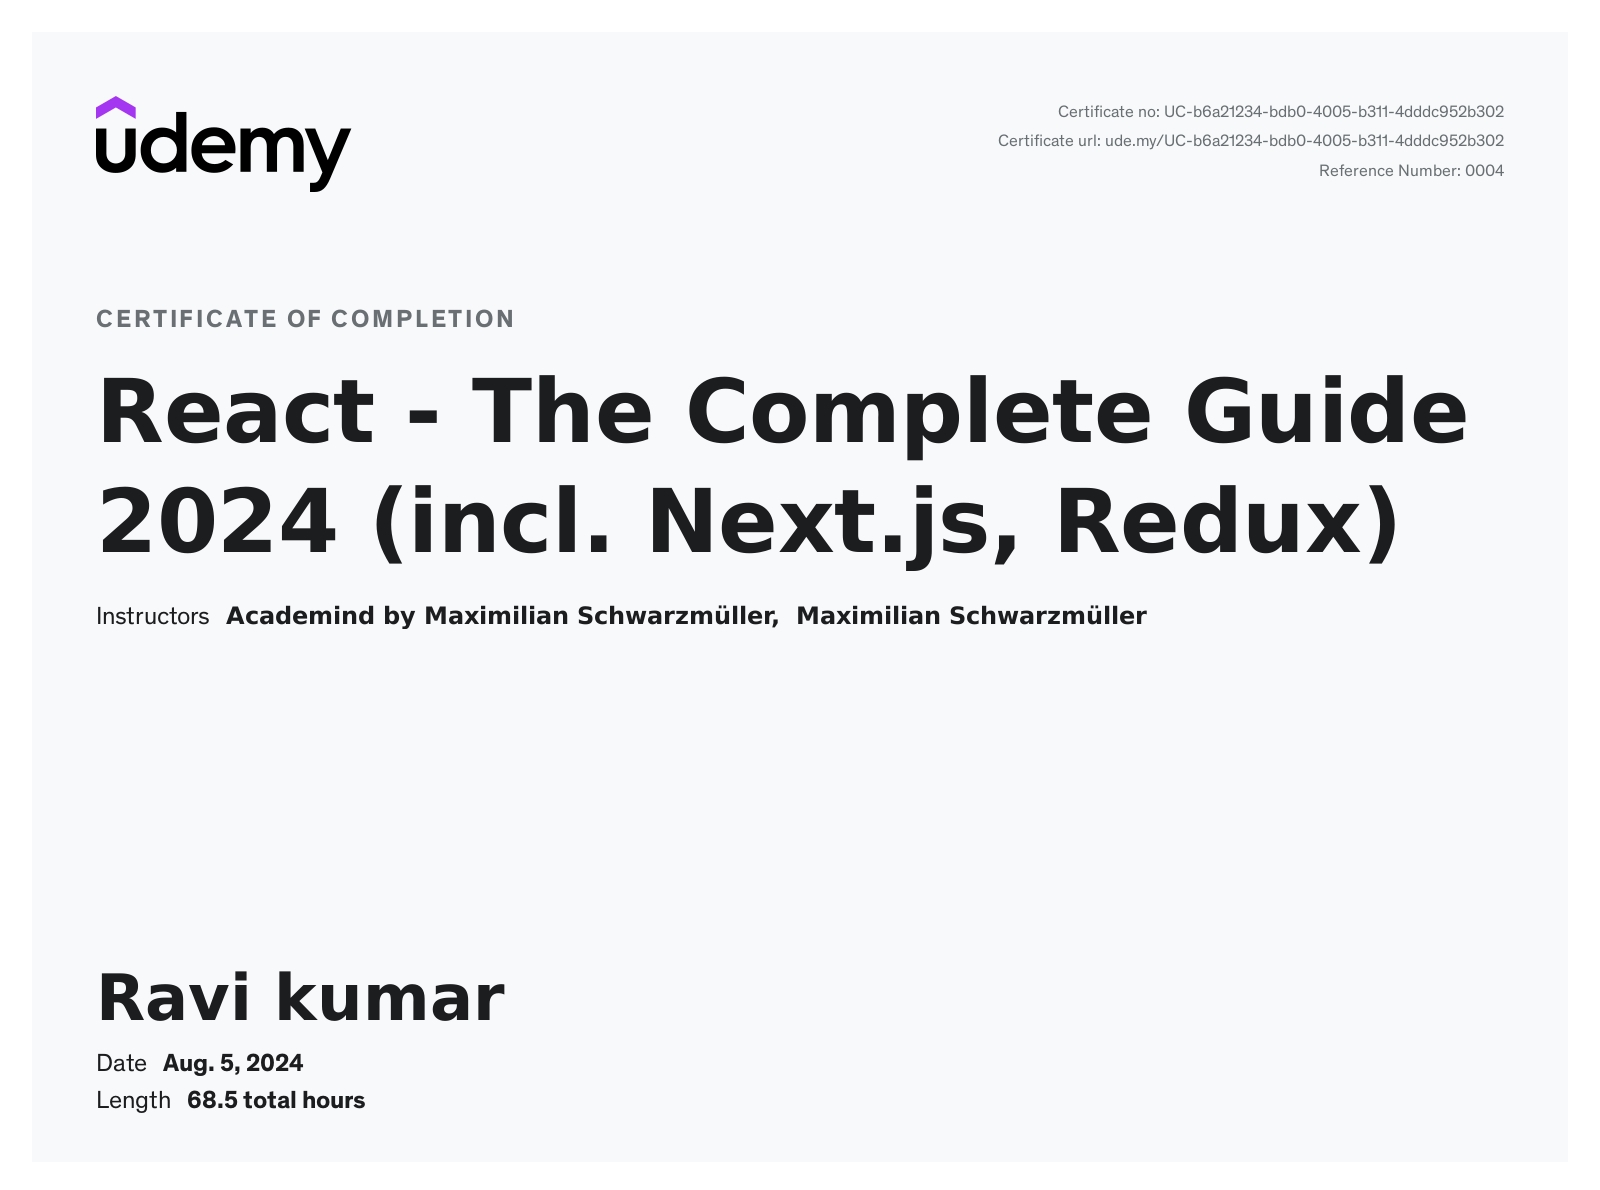 udemy
Certificate no: UC-b6a21234-bdb0-4005-b311-4dddc952b302
Certificate url: ude.my/UC-b6a21234-bdb0-4005-b311-4dddc952b302
Reference Number: 0004
CERTIFICATE OF COMPLETION
React - The Complete Guide
2024 (incl. Next.js, Redux)
Instructors Academind by Maximilian Schwarzmüller, Maximilian Schwarzmüller
Ravi kumar
Date Aug. 5, 2024
Length 68.5 total hours